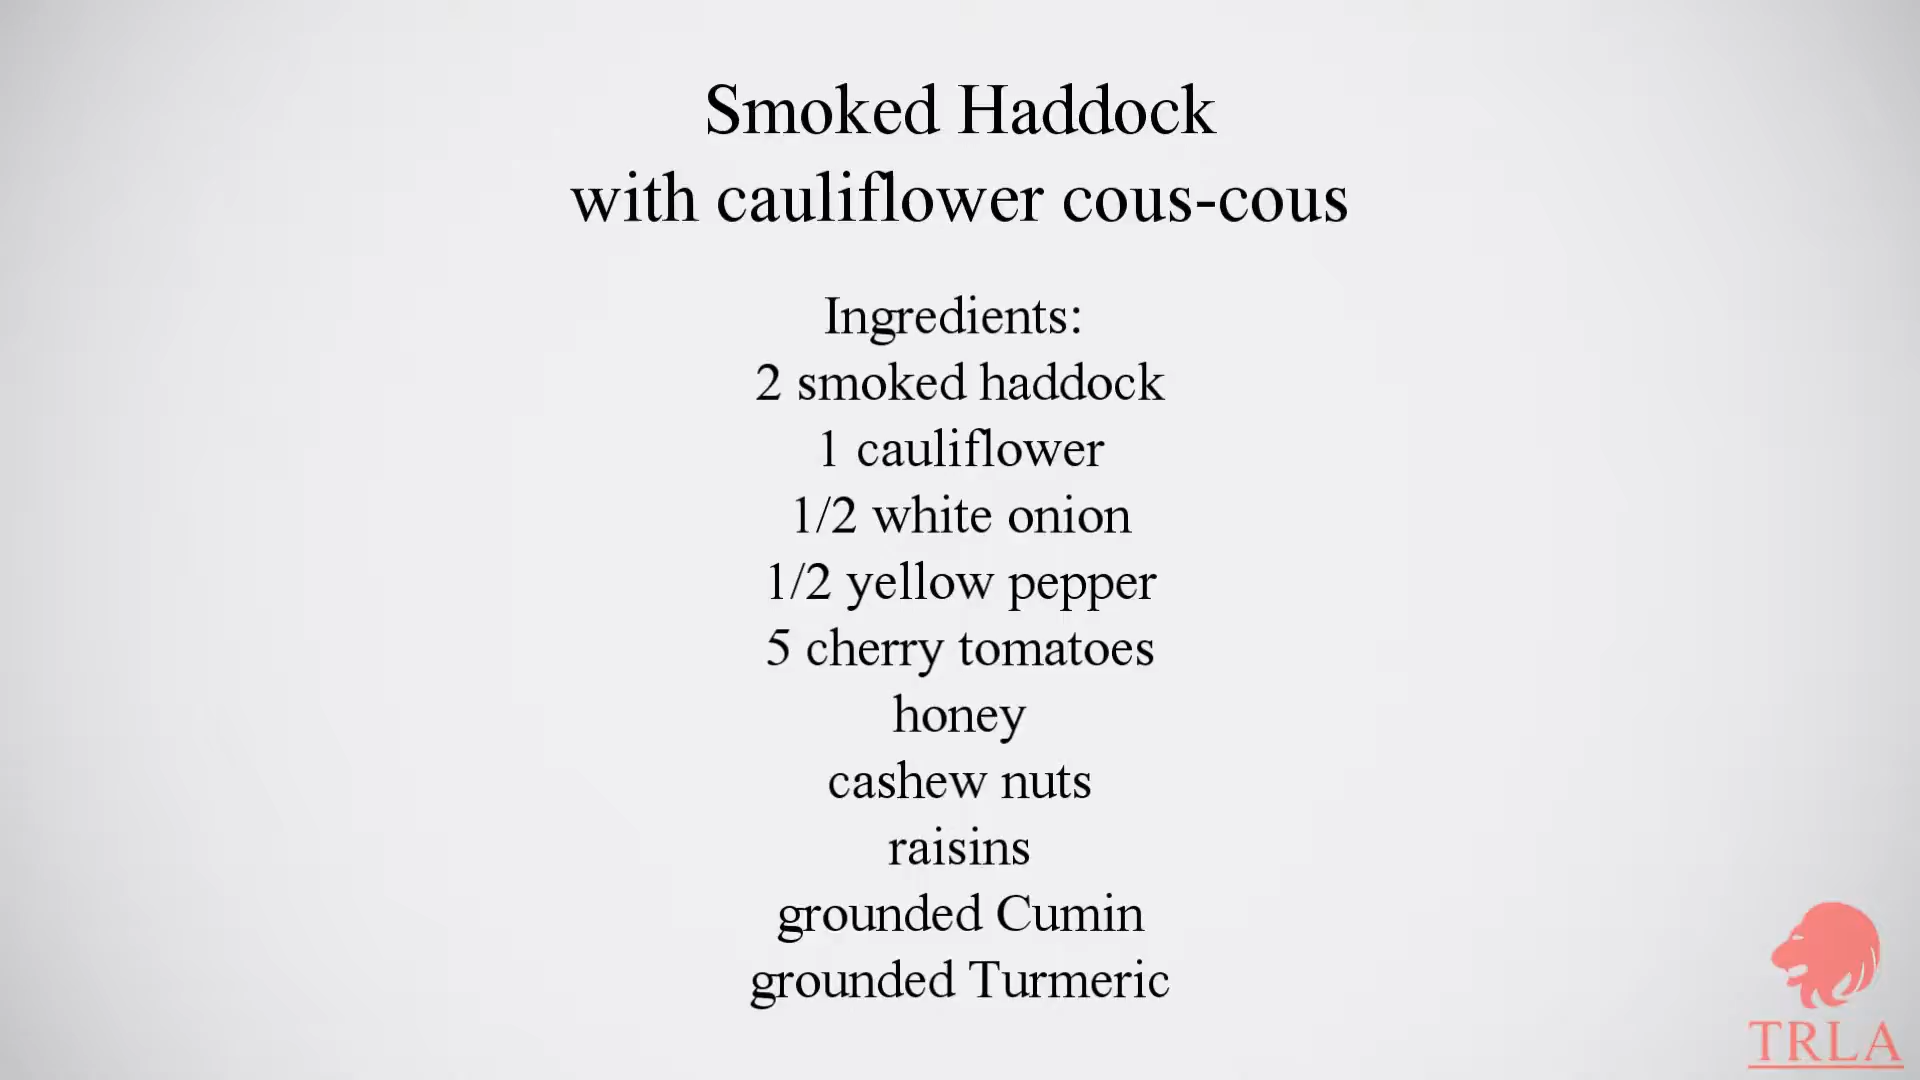 Smoked Haddock
with cauliflower cous-cous
Ingredients:
2 smoked haddock
1 cauliflower
1/2 white onion
1/2 yellow pepper
5 cherry tomatoes
honey
cashew nuts
raisins
grounded Cumin
grounded Turmeric
TRLA